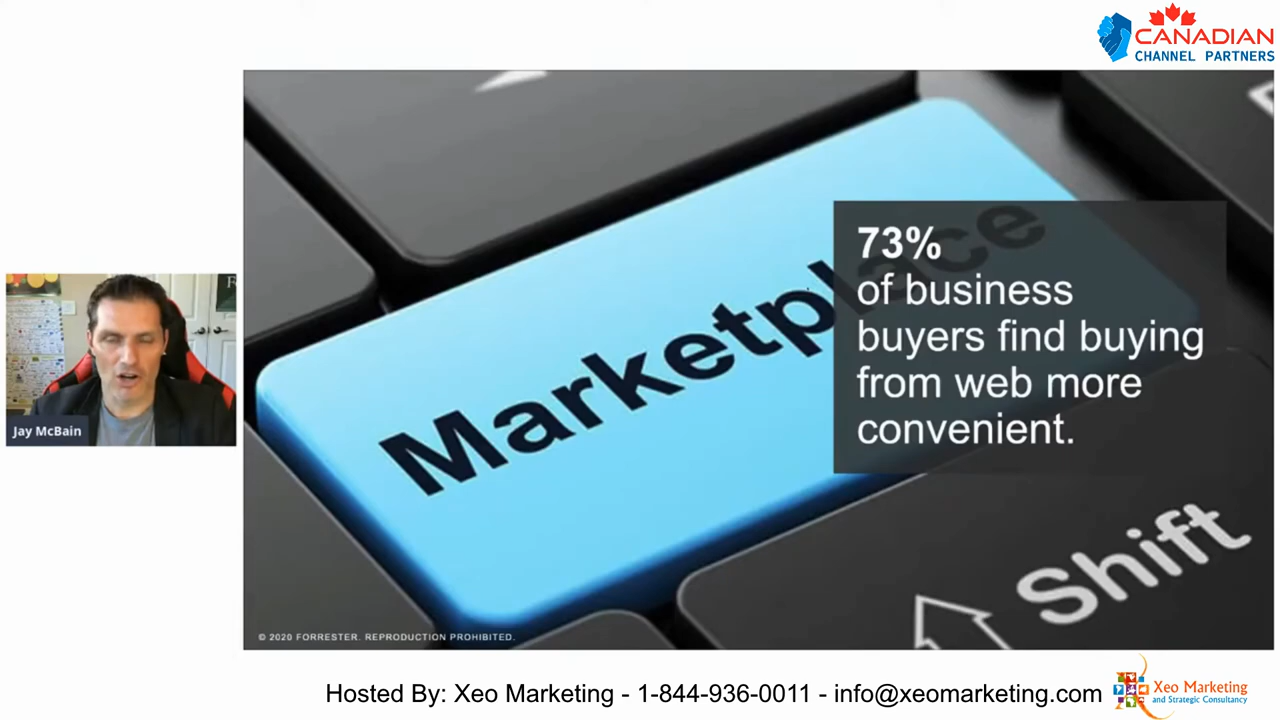 CANADIAN
CHANNEL PARTNERS
Marketplace
73%
of business
buyers find buying
from web more
convenient.
Jay McBain
Shift
© 2020 FORRESTER. REPRODUCTION PROHIBITED.
Hosted By: Xeo Marketing - 1-844-936-0011 - info@xeomarketing.com
Xeo Marketing
and Strategic Consultancy